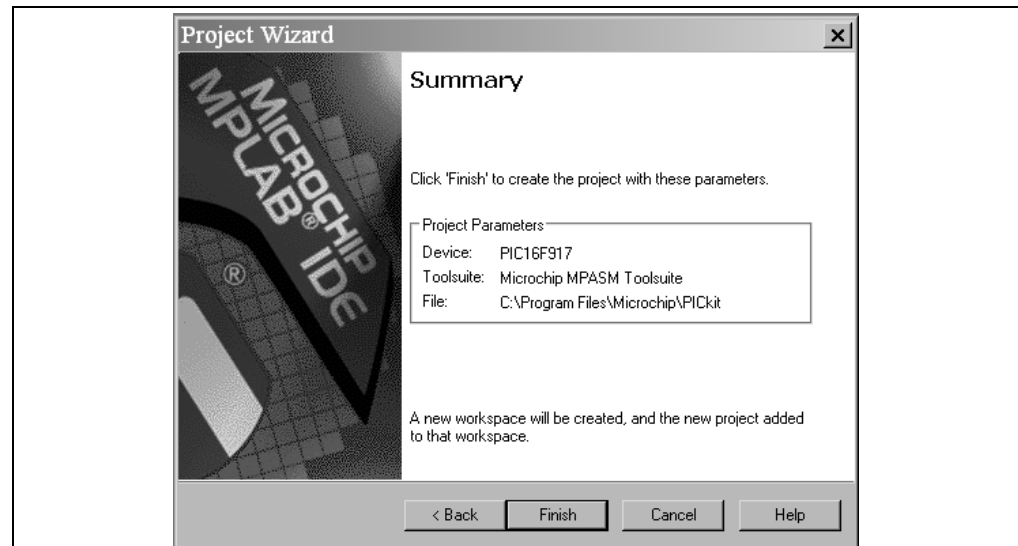 Project Wizard
MICROCHIP
MPLAB® IDE
®
Summary
Click 'Finish' to create the project with these parameters.
Project Parameters
Device: PIC16F917
Toolsuite: Microchip MPASM Toolsuite
File: C:\Program Files\Microchip\PICkit
A new workspace will be created, and the new project added
to that workspace.
< Back Finish Cancel Help